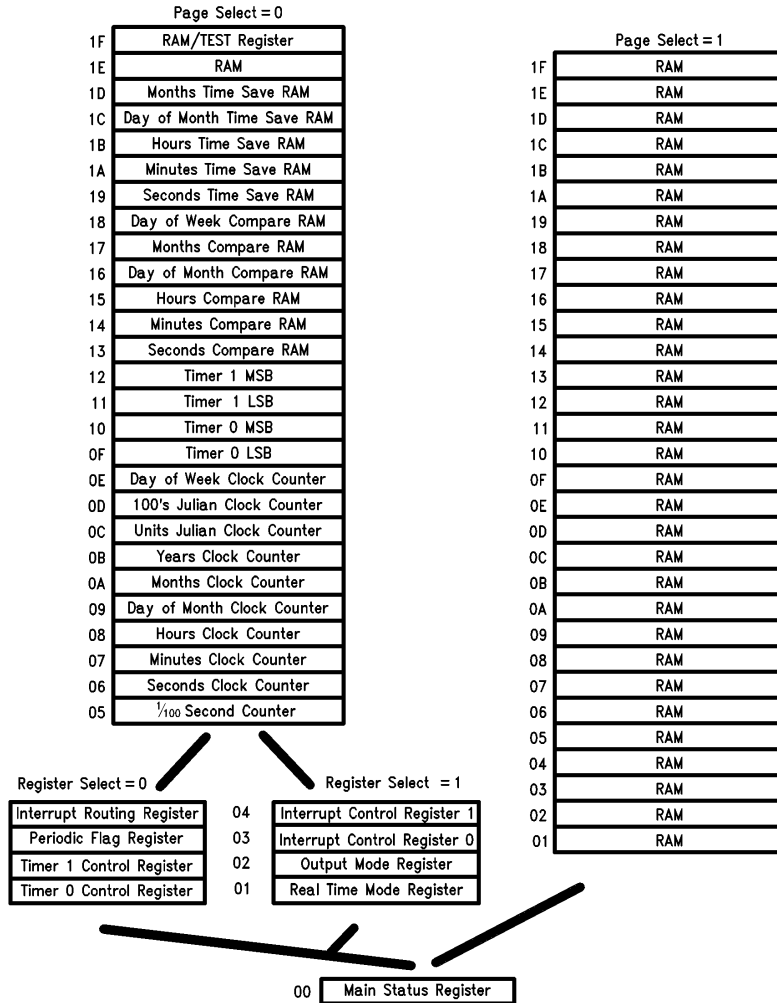 Page Select = 0
1F RAM/TEST Register
1E RAM
1D Months Time Save RAM
1C Day of Month Time Save RAM
1B Hours Time Save RAM
1A Minutes Time Save RAM
19 Seconds Time Save RAM
18 Day of Week Compare RAM
17 Months Compare RAM
16 Day of Month Compare RAM
15 Hours Compare RAM
14 Minutes Compare RAM
13 Seconds Compare RAM
12 Timer 1 MSB
11 Timer 1 LSB
10 Timer 0 MSB
0F Timer 0 LSB
0E Day of Week Clock Counter
0D 100's Julian Clock Counter
0C Units Julian Clock Counter
0B Years Clock Counter
0A Months Clock Counter
09 Day of Month Clock Counter
08 Hours Clock Counter
07 Minutes Clock Counter
06 Seconds Clock Counter
05 1/100 Second Counter
Page Select = 1
1F RAM
1E RAM
1D RAM
1C RAM
1B RAM
1A RAM
19 RAM
18 RAM
17 RAM
16 RAM
15 RAM
14 RAM
13 RAM
12 RAM
11 RAM
10 RAM
0F RAM
0E RAM
0D RAM
0C RAM
0B RAM
0A RAM
09 RAM
08 RAM
07 RAM
06 RAM
05 RAM
04 RAM
03 RAM
02 RAM
01 RAM
Register Select = 0 Register Select = 1
Interrupt Routing Register 04 Interrupt Control Register 1
Periodic Flag Register 03 Interrupt Control Register 0
Timer 1 Control Register 02 Output Mode Register
Timer 0 Control Register 01 Real Time Mode Register
00 Main Status Register